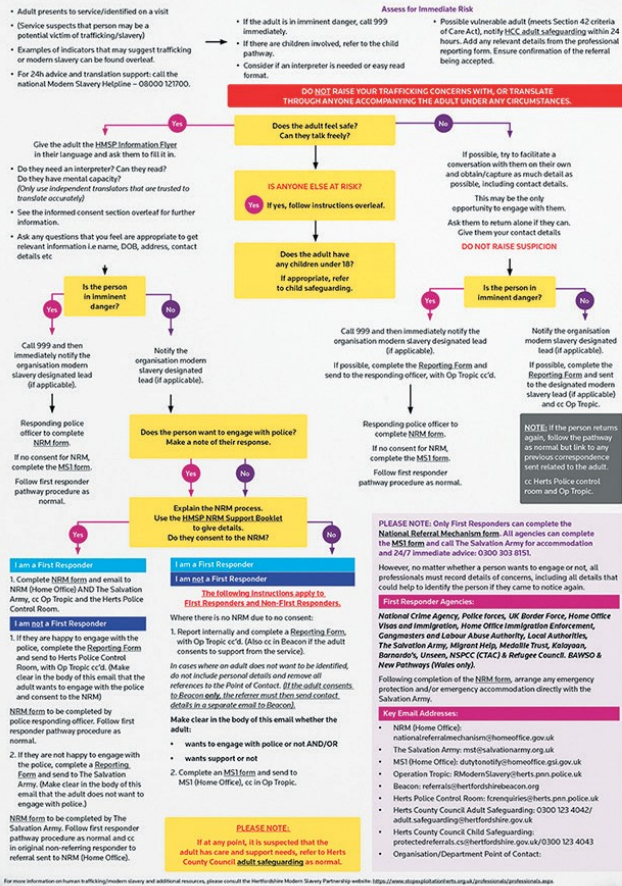 Assess for Immediate Risk
• Adult presents to service/identified on a visit
• (Service suspects that person may be a
potential victim of trafficking/slavery)
• Examples of indicators that may suggest trafficking
or modern slavery can be found overleaf.
• For 24h advice and translation support: call the
national Modern Slavery Helpline – 08000 121700.
• If the adult is in imminent danger, call 999
immediately.
• If there are children involved, refer to the child
pathway.
• Consider if an interpreter is needed or easy read
format.
• Possible vulnerable adult (meets Section 42 criteria
of Care Act), notify HCC adult safeguarding within 24
hours. Add any relevant details from the professional
reporting form. Ensure confirmation of the referral
being accepted.
DO NOT RAISE YOUR TRAFFICKING CONCERNS WITH, OR TRANSLATE
THROUGH ANYONE ACCOMPANYING THE ADULT UNDER ANY CIRCUMSTANCES.
Yes
Does the adult feel safe?
Can they talk freely?
No
Give the adult the HMSP Information Flyer
in their language and ask them to fill it in.
• Do they need an interpreter? Can they read?
Do they have mental capacity?
(Only use independent translators that are trusted to
translate accurately)
• See the informed consent section overleaf for further
information.
• Ask any questions that you feel are appropriate to get
relevant information i.e name, DOB, address, contact
details etc
IS ANYONE ELSE AT RISK?
Yes
If yes, follow instructions overleaf.
Does the adult have
any children under 18?
If appropriate, refer
to child safeguarding.
If possible, try to facilitate a
conversation with them on their own
and obtain/capture as much detail as
possible, including contact details.
This may be the only
opportunity to engage with them.
Ask them to return alone if they can.
Give them your contact details
DO NOT RAISE SUSPICION
Is the person
in imminent danger?
Yes
No
Call 999 and then
immediately notify the
organisation modern
slavery designated lead
(if applicable).
Notify the
organisation modern
slavery designated
lead (if applicable).
Responding police
officer to complete
NRM form.
If no consent for NRM,
complete the MS1 form.
Follow first responder
pathway procedure as
normal.
Is the person in
imminent danger?
Yes
No
Call 999 and then immediately notify the
organisation modern slavery designated lead
(if applicable).
If possible, complete the Reporting Form and
send to the responding officer, with Op Tropic cc'd.
Responding police officer to
complete NRM form.
If no consent for NRM,
complete the MS1 form.
Follow first responder
pathway procedure as normal.
Notify the organisation
modern slavery designated
lead (if applicable).
If possible, complete the
Reporting Form and sent
to the designated modern
slavery lead (if applicable)
and cc Op Tropic.
NOTE: If the person returns
again, follow the pathway
as normal but link to any
previous correspondence
sent related to the adult.
cc Herts Police control
room and Op Tropic.
Does the person want to engage with police?
Make a note of their response.
Yes
No
Explain the NRM process.
Use the HMSP NRM Support Booklet
to give details.
Do they consent to the NRM?
Yes
No
I am a First Responder
1. Complete NRM form and email to
NRM (Home Office) AND The Salvation
Army, cc Op Tropic and the Herts Police
Control Room.
I am not a First Responder
1. If they are happy to engage with the
police, complete the Reporting Form
and send to Herts Police Control
Room, with Op Tropic cc'd. (Make
clear in the body of this email that the
adult wants to engage with the police
and consent to the NRM)
NRM form to be completed by
police responding officer. Follow first
responder pathway procedure as
normal.
2. If they are not happy to engage with
the police, complete a Reporting
Form and send to The Salvation
Army. (Make clear in the body of this
email that the adult does not want to
engage with police.)
NRM form to be completed by The
Salvation Army. Follow first responder
pathway procedure as normal and cc
in original non-referring responder to
referral sent to NRM (Home Office).
I am a First Responder
I am not a First Responder
The following instructions apply to
First Responders and Non-First Responders.
Where there is no NRM due to no consent:
1. Report internally and complete a Reporting Form,
with Op Tropic cc'd. (Also cc in Beacon if the adult
consents to support from the service).
In cases where an adult does not want to be identified,
do not include personal details and remove all
references to the Point of Contact. (If the adult consents
to Beacon only, the referrer must then send contact
details in a separate email to Beacon).
Make clear in the body of this email whether the
adult:
• wants to engage with police or not AND/OR
• wants support or not
2. Complete an MS1 form and send to
MS1 (Home Office), cc in Op Tropic.
PLEASE NOTE:
If at any point, it is suspected that the
adult has care and support needs, refer to Herts
County Council adult safeguarding as normal.
PLEASE NOTE: Only First Responders can complete the
National Referral Mechanism form. All agencies can complete
the MS1 form and call The Salvation Army for accommodation
and 24/7 immediate advice: 0300 303 8151.
However, no matter whether a person wants to engage or not, all
professionals must record details of concerns, including all details that
could help to identify the person if they came to notice again.
First Responder Agencies:
National Crime Agency, Police forces, UK Border Force, Home Office
Visas and Immigration, Home Office Immigration Enforcement,
Gangmasters and Labour Abuse Authority, Local Authorities,
The Salvation Army, Migrant Help, Medaille Trust, Kalayaan,
Barnardo's, Unseen, NSPCC (CTAC) & Refugee Council. BAWSO &
New Pathways (Wales only).
Following completion of the NRM form, arrange any emergency
protection and/or emergency accommodation directly with the
Salvation Army.
Key Email Addresses:
• NRM (Home Office):
nationalreferralmechanism@homeoffice.gov.uk
• The Salvation Army: mst@salvationarmy.org.uk
• MS1 (Home Office): dutytonotify@homeoffice.gsi.gov.uk
• Operation Tropic: RModernSlavery@herts.pnn.police.uk
• Beacon: referrals@hertfordshirebeacon.org
• Herts Police Control Room: fcrenquiries@herts.pnn.police.uk
• Herts County Council Adult Safeguarding: 0300 123 4042/
adult.safeguarding@hertfordshire.gov.uk
• Herts County Council Child Safeguarding:
protectedreferrals.cs@hertfordshire.gov.uk/0300 123 4043
• Organisation/Department Point of Contact:
For more information on human trafficking/modern slavery and additional resources, please consult the Hertfordshire Modern Slavery Partnership website: https://www.stopexploitationherts.org.uk/professionals/professionals.aspx.